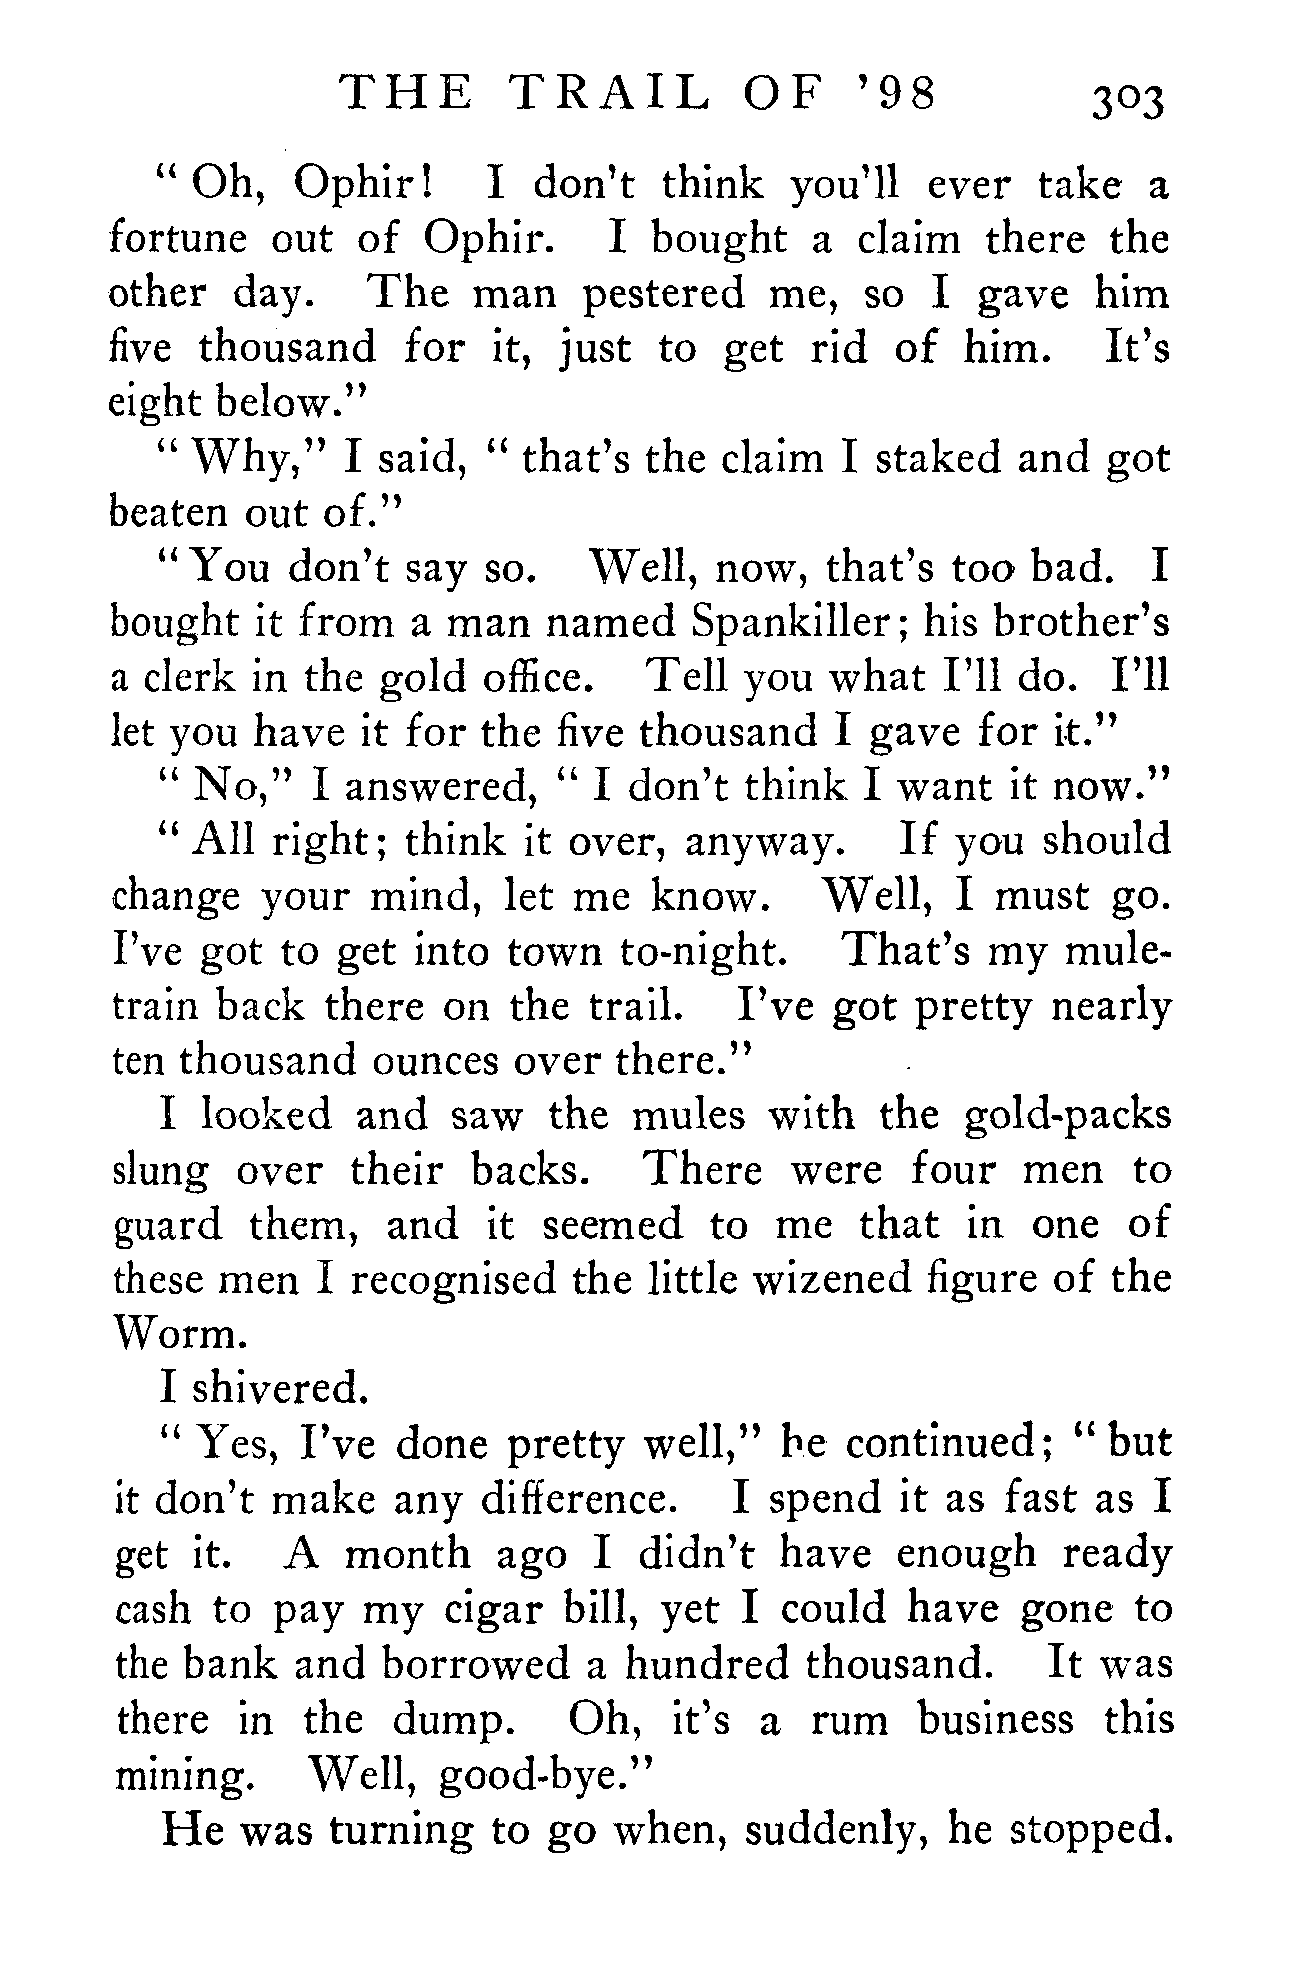 THE TRAIL OF '98 303
" Oh, Ophir! I don't think you'll ever take a
fortune out of Ophir. I bought a claim there the
other day. The man pestered me, so I gave him
five thousand for it, just to get rid of him. It's
eight below."
" Why," I said, " that's the claim I staked and got
beaten out of."
" You don't say so. Well, now, that's too bad. I
bought it from a man named Spankiller; his brother's
a clerk in the gold office. Tell you what I'll do. I'll
let you have it for the five thousand I gave for it."
" No," I answered, " I don't think I want it now."
" All right; think it over, anyway. If you should
change your mind, let me know. Well, I must go.
I've got to get into town to-night. That's my mule-
train back there on the trail. I've got pretty nearly
ten thousand ounces over there."
I looked and saw the mules with the gold-packs
slung over their backs. There were four men to
guard them, and it seemed to me that in one of
these men I recognised the little wizened figure of the
Worm.
I shivered.
" Yes, I've done pretty well," he continued; " but
it don't make any difference. I spend it as fast as I
get it. A month ago I didn't have enough ready
cash to pay my cigar bill, yet I could have gone to
the bank and borrowed a hundred thousand. It was
there in the dump. Oh, it's a rum business this
mining. Well, good-bye."
He was turning to go when, suddenly, he stopped.